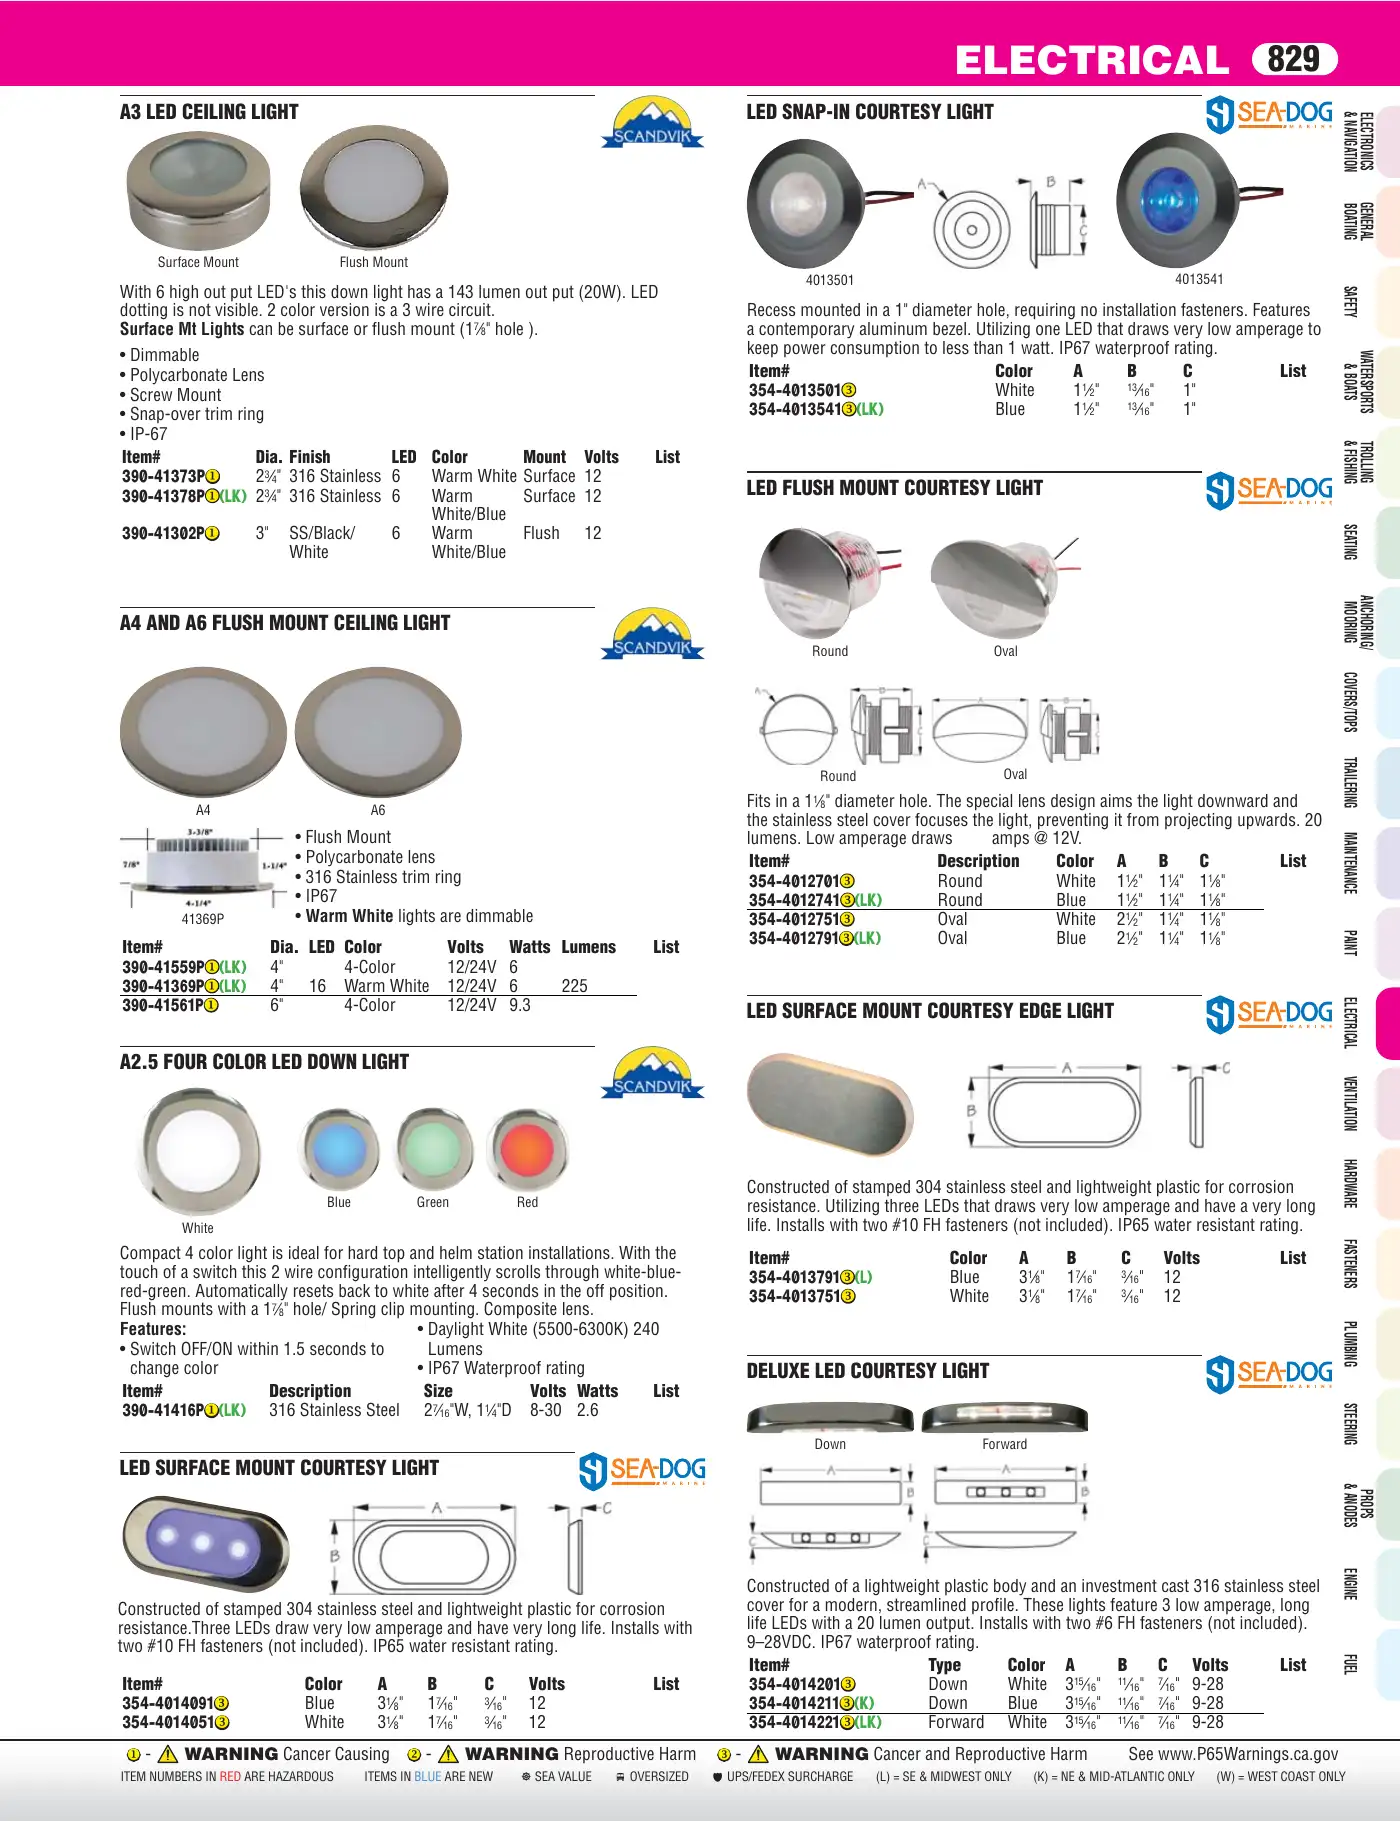 ELECTRICAL 829
A3 LED CEILING LIGHT
SCANDVIK
Surface Mount Flush Mount
With 6 high out put LED's this down light has a 143 lumen out put (20W). LED
dotting is not visible. 2 color version is a 3 wire circuit.
Surface Mt Lights can be surface or flush mount (1⅞" hole ).
• Dimmable
• Polycarbonate Lens
• Screw Mount
• Snap-over trim ring
• IP-67
Item# Dia. Finish LED Color Mount Volts List
390-41373P① 2¾" 316 Stainless 6 Warm White Surface 12
390-41378P①(LK) 2¾" 316 Stainless 6 Warm Surface 12
White/Blue
390-41302P① 3" SS/Black/ 6 Warm Flush 12
White White/Blue
A4 AND A6 FLUSH MOUNT CEILING LIGHT
SCANDVIK
A4 A6
3-3/8"
7/8" 1-1/4"
4-1/4"
41369P
• Flush Mount
• Polycarbonate lens
• 316 Stainless trim ring
• IP67
• Warm White lights are dimmable
Item# Dia. LED Color Volts Watts Lumens List
390-41559P①(LK) 4" 4-Color 12/24V 6
390-41369P①(LK) 4" 16 Warm White 12/24V 6 225
390-41561P① 6" 4-Color 12/24V 9.3
A2.5 FOUR COLOR LED DOWN LIGHT
SCANDVIK
Blue Green Red
White
Compact 4 color light is ideal for hard top and helm station installations. With the
touch of a switch this 2 wire configuration intelligently scrolls through white-blue-
red-green. Automatically resets back to white after 4 seconds in the off position.
Flush mounts with a 1⅞" hole/ Spring clip mounting. Composite lens.
Features:
• Switch OFF/ON within 1.5 seconds to
change color
• Daylight White (5500-6300K) 240
Lumens
• IP67 Waterproof rating
Item# Description Size Volts Watts List
390-41416P①(LK) 316 Stainless Steel 2⁷⁄₁₆"W, 1¼"D 8-30 2.6
LED SURFACE MOUNT COURTESY LIGHT
SEA-DOG
MARINE
A
B
C
Constructed of stamped 304 stainless steel and lightweight plastic for corrosion
resistance.Three LEDs draw very low amperage and have very long life. Installs with
two #10 FH fasteners (not included). IP65 water resistant rating.
Item# Color A B C Volts List
354-4014091③ Blue 3⅛" 1⁷⁄₁₆" ³⁄₁₆" 12
354-4014051③ White 3⅛" 1⁷⁄₁₆" ³⁄₁₆" 12
LED SNAP-IN COURTESY LIGHT
SEA-DOG
MARINE
A B C
4013501 4013541
Recess mounted in a 1" diameter hole, requiring no installation fasteners. Features
a contemporary aluminum bezel. Utilizing one LED that draws very low amperage to
keep power consumption to less than 1 watt. IP67 waterproof rating.
Item# Color A B C List
354-4013501③ White 1½" ¹³⁄₁₆" 1"
354-4013541③(LK) Blue 1½" ¹³⁄₁₆" 1"
LED FLUSH MOUNT COURTESY LIGHT
SEA-DOG
MARINE
Round Oval
A B C A B C
Round Oval
Fits in a 1⅛" diameter hole. The special lens design aims the light downward and
the stainless steel cover focuses the light, preventing it from projecting upwards. 20
lumens. Low amperage draws amps @ 12V.
Item# Description Color A B C List
354-4012701③ Round White 1½" 1¼" 1⅛"
354-4012741③(LK) Round Blue 1½" 1¼" 1⅛"
354-4012751③ Oval White 2½" 1¼" 1⅛"
354-4012791③(LK) Oval Blue 2½" 1¼" 1⅛"
LED SURFACE MOUNT COURTESY EDGE LIGHT
SEA-DOG
MARINE
A
B
C
Constructed of stamped 304 stainless steel and lightweight plastic for corrosion
resistance. Utilizing three LEDs that draws very low amperage and have a very long
life. Installs with two #10 FH fasteners (not included). IP65 water resistant rating.
Item# Color A B C Volts List
354-4013791③(L) Blue 3⅛" 1⁷⁄₁₆" ³⁄₁₆" 12
354-4013751③ White 3⅛" 1⁷⁄₁₆" ³⁄₁₆" 12
DELUXE LED COURTESY LIGHT
SEA-DOG
MARINE
Down Forward
A B A B
C C
Constructed of a lightweight plastic body and an investment cast 316 stainless steel
cover for a modern, streamlined profile. These lights feature 3 low amperage, long
life LEDs with a 20 lumen output. Installs with two #6 FH fasteners (not included).
9–28VDC. IP67 waterproof rating.
Item# Type Color A B C Volts List
354-4014201③ Down White 3¹⁵⁄₁₆" ¹¹⁄₁₆" ⁷⁄₁₆" 9-28
354-4014211③(K) Down Blue 3¹⁵⁄₁₆" ¹¹⁄₁₆" ⁷⁄₁₆" 9-28
354-4014221③(LK) Forward White 3¹⁵⁄₁₆" ¹¹⁄₁₆" ⁷⁄₁₆" 9-28
ELECTRONICS
& NAVIGATION
GENERAL
BOATING
SAFETY
WATERSPORTS
& BOATS
TROLLING
& FISHING
SEATING
ANCHORING/
MOORING
COVERS/TOPS
TRAILERING
MAINTENANCE
PAINT
ELECTRICAL
VENTILATION
HARDWARE
FASTENERS
PLUMBING
STEERING
PROPS
& ANODES
ENGINE
FUEL
① - ⚠ WARNING Cancer Causing ② - ⚠ WARNING Reproductive Harm ③ - ⚠ WARNING Cancer and Reproductive Harm See www.P65Warnings.ca.gov
ITEM NUMBERS IN RED ARE HAZARDOUS ITEMS IN BLUE ARE NEW SEA VALUE OVERSIZED UPS/FEDEX SURCHARGE (L) = SE & MIDWEST ONLY (K) = NE & MID-ATLANTIC ONLY (W) = WEST COAST ONLY